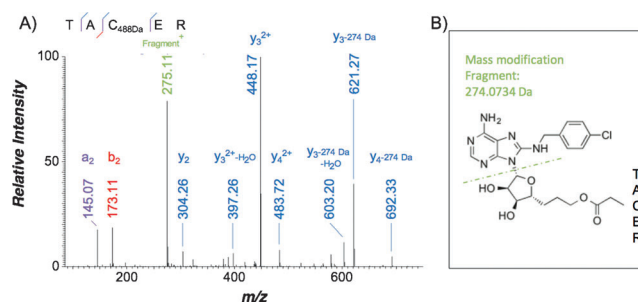 A)
T A C488Da E R
Fragment+
275.11
y3 2+
448.17
y3-274 Da
621.27
a2
145.07
b2
173.11
y2
304.26
y3 2+-H2O
397.26
y4 2+
483.72
y3-274 Da
-H2O
603.20
y4-274 Da
692.33
Relative Intensity
100
50
0
200
400
600
m/z
B)
Mass modification
Fragment:
274.0734 Da
NH2
N
N
N
N
NH
Cl
HO
HO
O
O
O
T
A
C
E
R